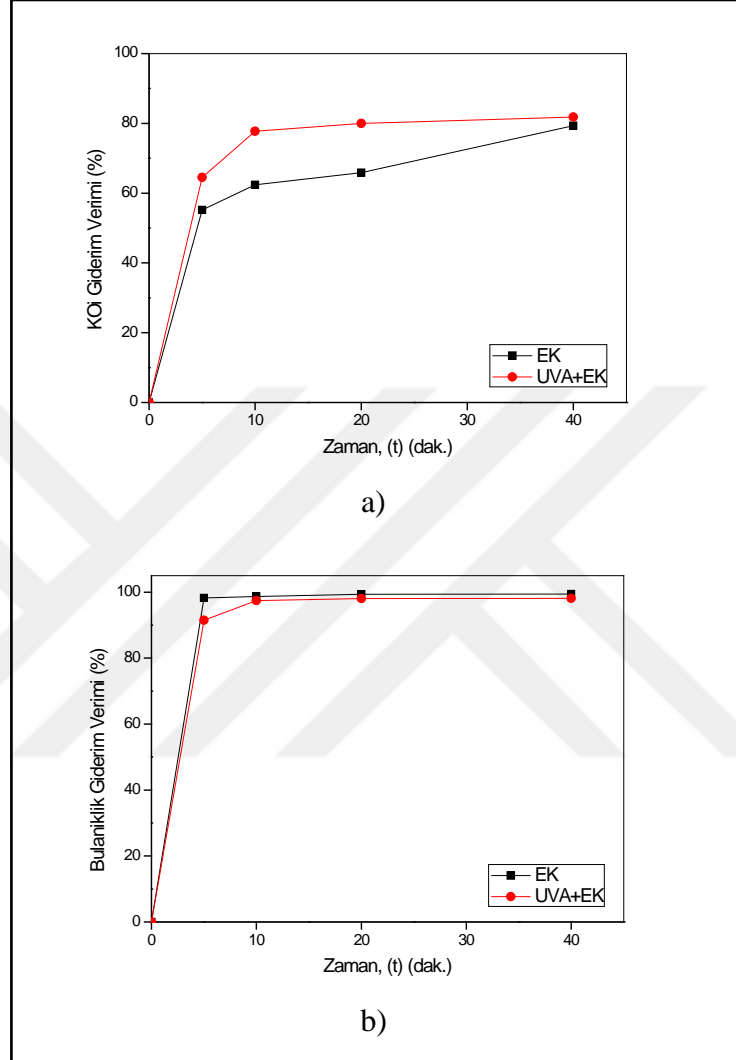 100
80
60
40
20
0
KOi Giderim Verimi (%)
EK
UVA+EK
0 10 20 30 40
Zaman, (t) (dak.)
a)
100
80
60
40
20
0
Bulaniklik Giderim Verimi (%)
EK
UVA+EK
0 10 20 30 40
Zaman, (t) (dak.)
b)